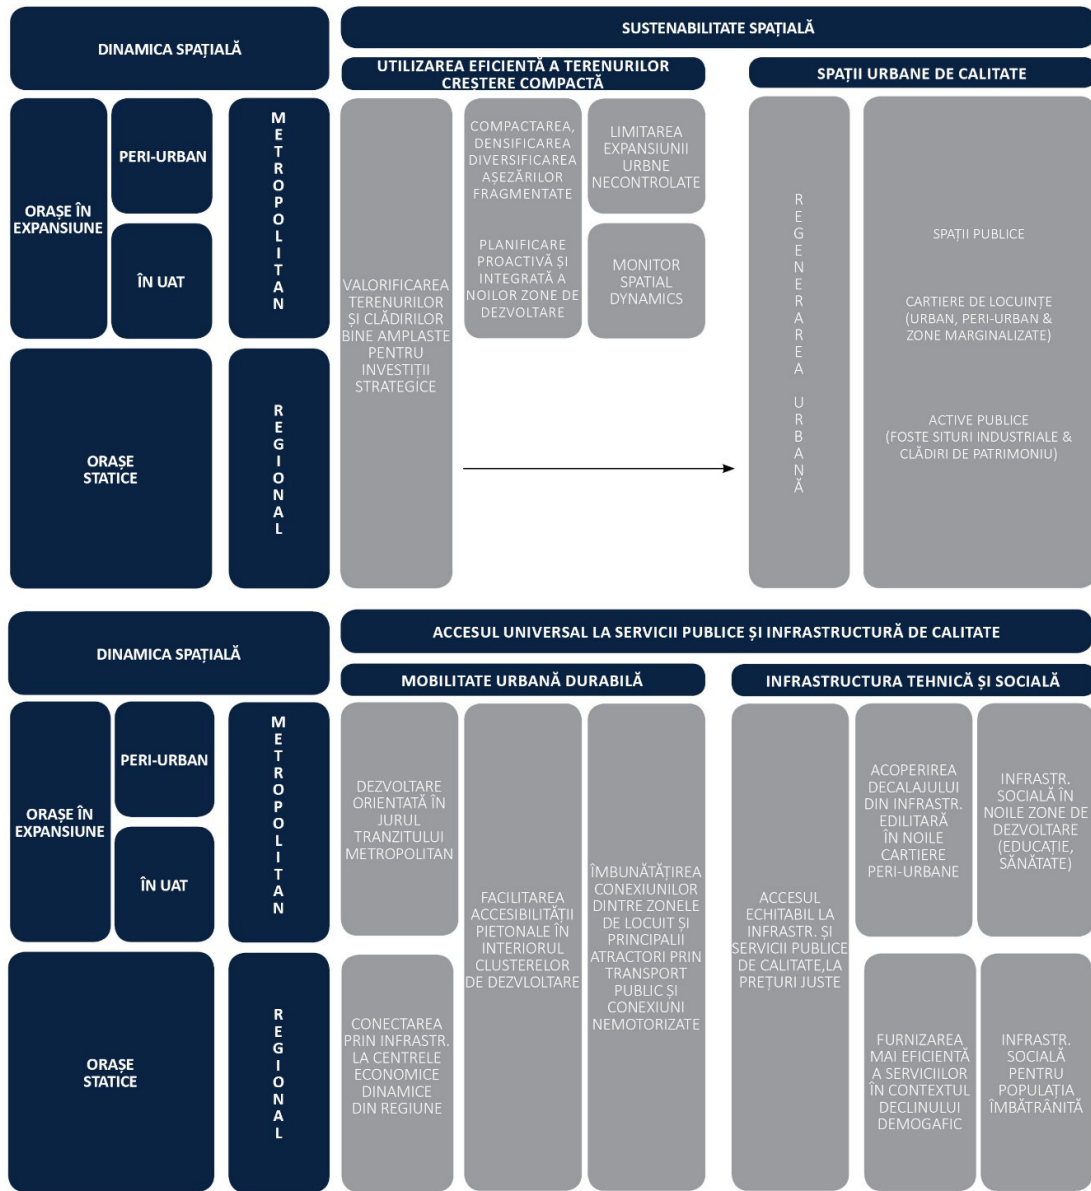 DINAMICA SPAȚIALĂ
SUSTENABILITATE SPAȚIALĂ
UTILIZAREA EFICIENTĂ A TERENURILOR
CREȘTERE COMPACTĂ
SPAȚII URBANE DE CALITATE
ORAȘE ÎN
EXPANSIUNE
PERI-URBAN
ÎN UAT
METROPOLITAN
ORAȘE
STATICE
REGIONAL
VALORIFICAREA
TERENURILOR
ȘI CLĂDIRILOR
BINE AMPLASTE
PENTRU
INVESTIȚII
STRATEGICE
COMPACTAREA,
DENSIFICAREA
DIVERSIFICAREA
AȘEZĂRILOR
FRAGMENTATE
PLANIFICARE
PROACTIVĂ ȘI
INTEGRATĂ A
NOILOR ZONE DE
DEZVOLTARE
LIMITAREA
EXPANSIUNII
URBNE
NECONTROLATE
MONITOR
SPATIAL
DYNAMICS
REGENERAREA URBANĂ
SPAȚII PUBLICE
CARTIERE DE LOCUINȚE
(URBAN, PERI-URBAN &
ZONE MARGINALIZATE)
ACTIVE PUBLICE
(FOSTE SITURI INDUSTRIALE &
CLĂDIRI DE PATRIMONIU)
DINAMICA SPAȚIALĂ
ACCESUL UNIVERSAL LA SERVICII PUBLICE ȘI INFRASTRUCTURĂ DE CALITATE
MOBILITATE URBANĂ DURABILĂ
INFRASTRUCTURA TEHNICĂ ȘI SOCIALĂ
ORAȘE ÎN
EXPANSIUNE
PERI-URBAN
ÎN UAT
METROPOLITAN
ORAȘE
STATICE
REGIONAL
DEZVOLTARE
ORIENTATĂ ÎN
JURUL
TRANZITULUI
METROPOLITAN
CONECTAREA
PRIN INFRASTR.
LA CENTRELE
ECONOMICE
DINAMICE
DIN REGIUNE
FACILITAREA
ACCESIBILITĂȚII
PIETONALE ÎN
INTERIORUL
CLUSTERELOR
DE DEZVLOLTARE
ÎMBUNĂTĂȚIREA
CONEXIUNILOR
DINTRE ZONELE
DE LOCUIT ȘI
PRINCIPALII
ATRACTORI PRIN
TRANSPORT
PUBLIC ȘI
CONEXIUNI
NEMOTORIZATE
ACCESUL
ECHITABIL LA
INFRASTR. ȘI
SERVICII PUBLICE
DE CALITATE,LA
PREȚURI JUSTE
ACOPERIREA
DECALAJULUI
DIN INFRASTR.
EDILITARĂ
ÎN NOILE
CARTIERE
PERI-URBANE
INFRASTR.
SOCIALĂ ÎN
NOILE ZONE DE
DEZVOLTARE
(EDUCAȚIE,
SĂNĂTATE)
FURNIZAREA
MAI EFICIENTĂ
A SERVICIILOR
ÎN CONTEXTUL
DECLINULUI
DEMOGAFIC
INFRASTR.
SOCIALĂ
PENTRU
POPULAȚIA
ÎMBĂTRÂNITĂ